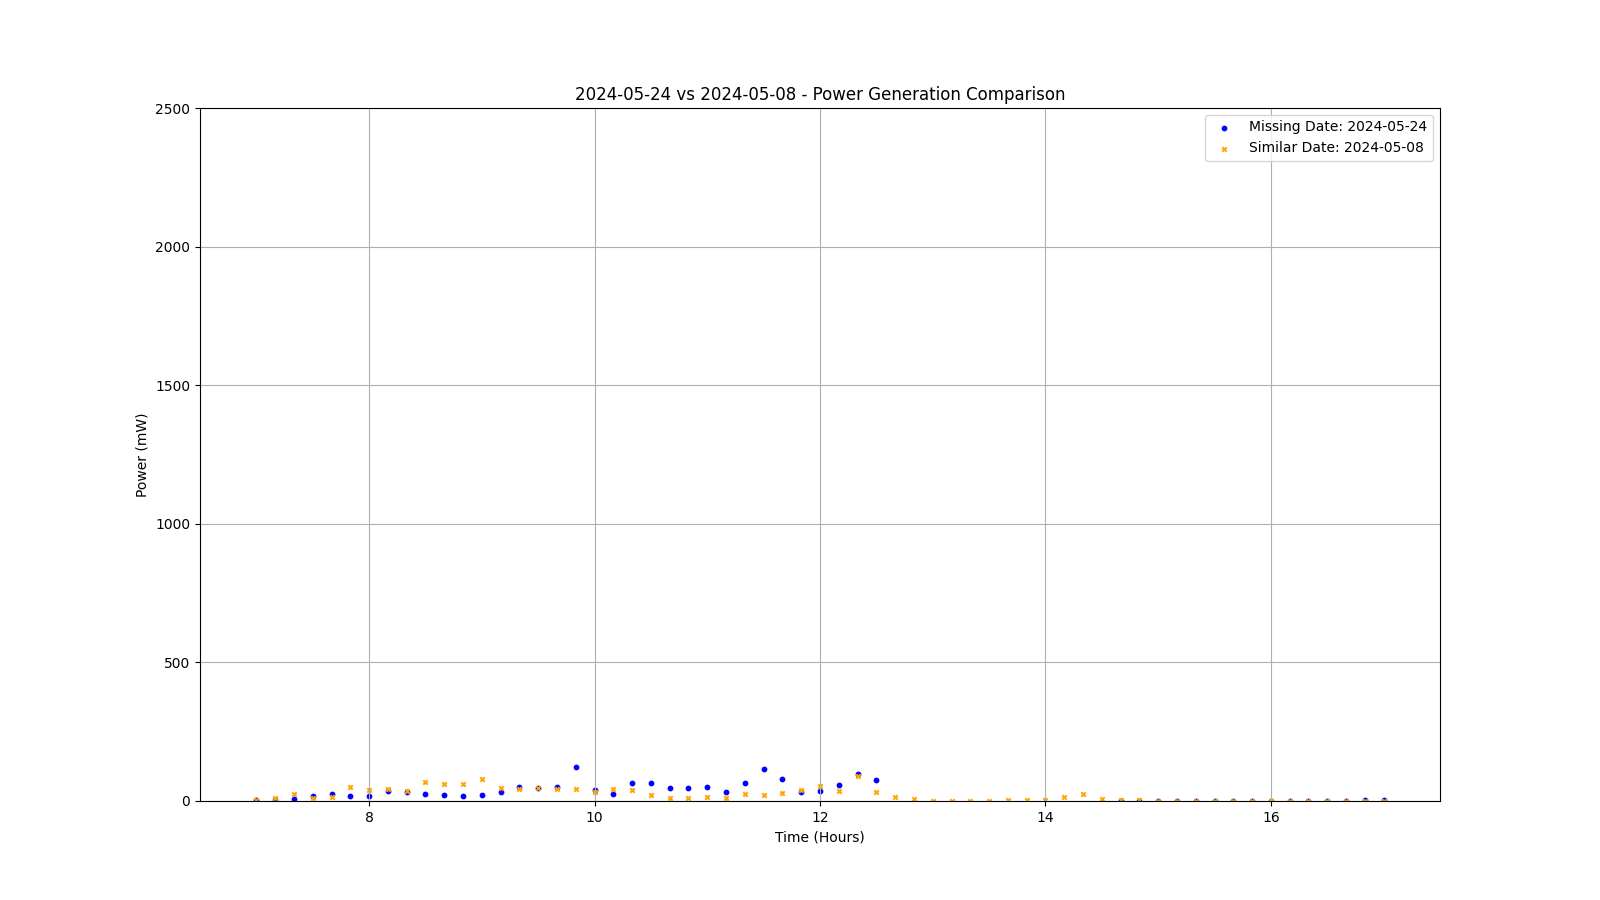 2024-05-24 vs 2024-05-08 - Power Generation Comparison
Missing Date: 2024-05-24
Similar Date: 2024-05-08
2500
2000
1500
1000
500
0
Power (mW)
8 10 12 14 16
Time (Hours)